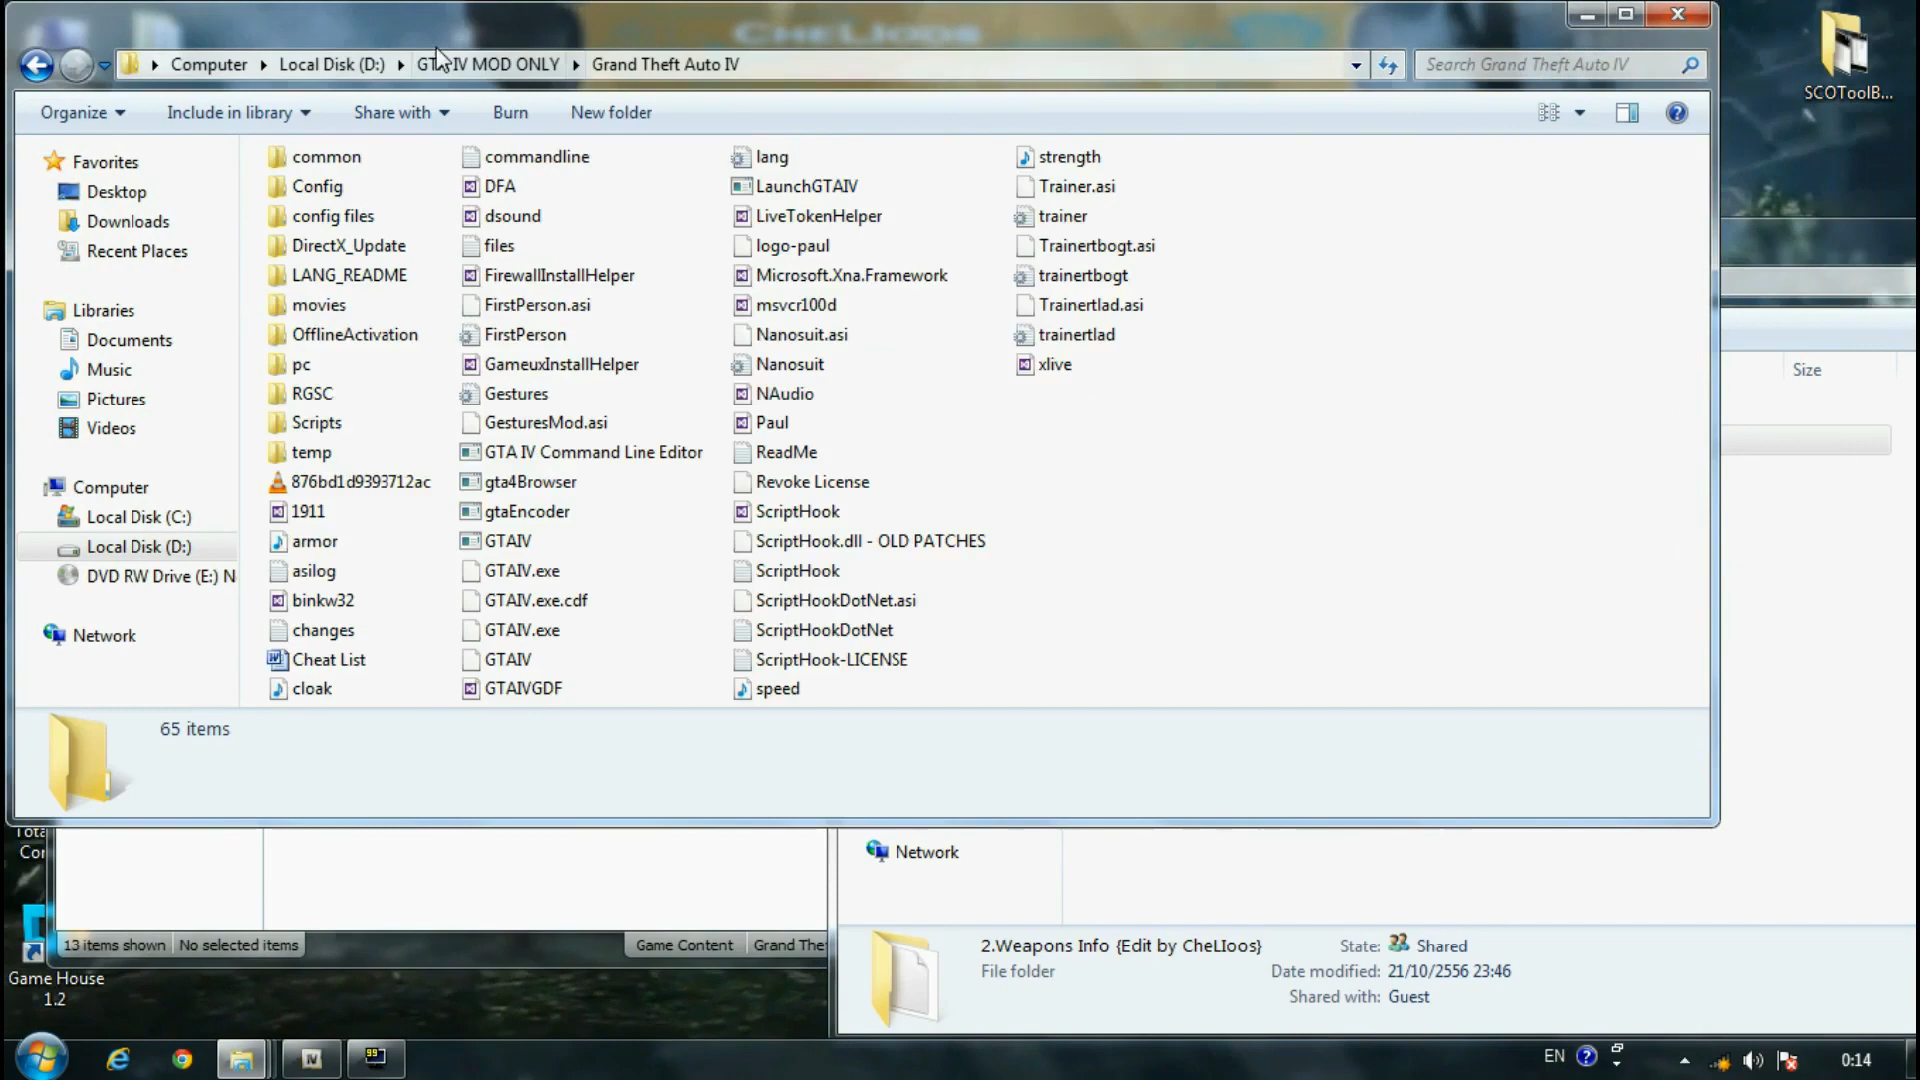 CheLIoos
Computer
Local Disk (D:)
GTA IV MOD ONLY
Grand Theft Auto IV
Search Grand Theft Auto IV
SCOToolB...
Organize
Include in library
Share with
Burn
New folder
Favorites
Desktop
Downloads
Recent Places
Libraries
Documents
Music
Pictures
Videos
Computer
Local Disk (C:)
Local Disk (D:)
DVD RW Drive (E:) N
Network
common
Config
config files
DirectX_Update
LANG_README
movies
OfflineActivation
pc
RGSC
Scripts
temp
876bd1d9393712ac
1911
armor
asilog
binkw32
changes
Cheat List
cloak
commandline
DFA
dsound
files
FirewallInstallHelper
FirstPerson.asi
FirstPerson
GameuxInstallHelper
Gestures
GesturesMod.asi
GTA IV Command Line Editor
gta4Browser
gtaEncoder
GTAIV
GTAIV.exe
GTAIV.exe.cdf
GTAIV.exe
GTAIV
GTAIVGDF
lang
LaunchGTAIV
LiveTokenHelper
logo-paul
Microsoft.Xna.Framework
msvcr100d
Nanosuit.asi
Nanosuit
NAudio
Paul
ReadMe
Revoke License
ScriptHook
ScriptHook.dll - OLD PATCHES
ScriptHook
ScriptHookDotNet.asi
ScriptHookDotNet
ScriptHook-LICENSE
speed
strength
Trainer.asi
trainer
Trainertbogt.asi
trainertbogt
Trainertlad.asi
trainertlad
xlive
Size
65 items
Network
13 items shown
No selected items
Game Content
Grand The
2.Weapons Info {Edit by CheLIoos}
File folder
State: Shared
Date modified: 21/10/2556 23:46
Shared with: Guest
Game House
1.2
IV
99
EN
0:14